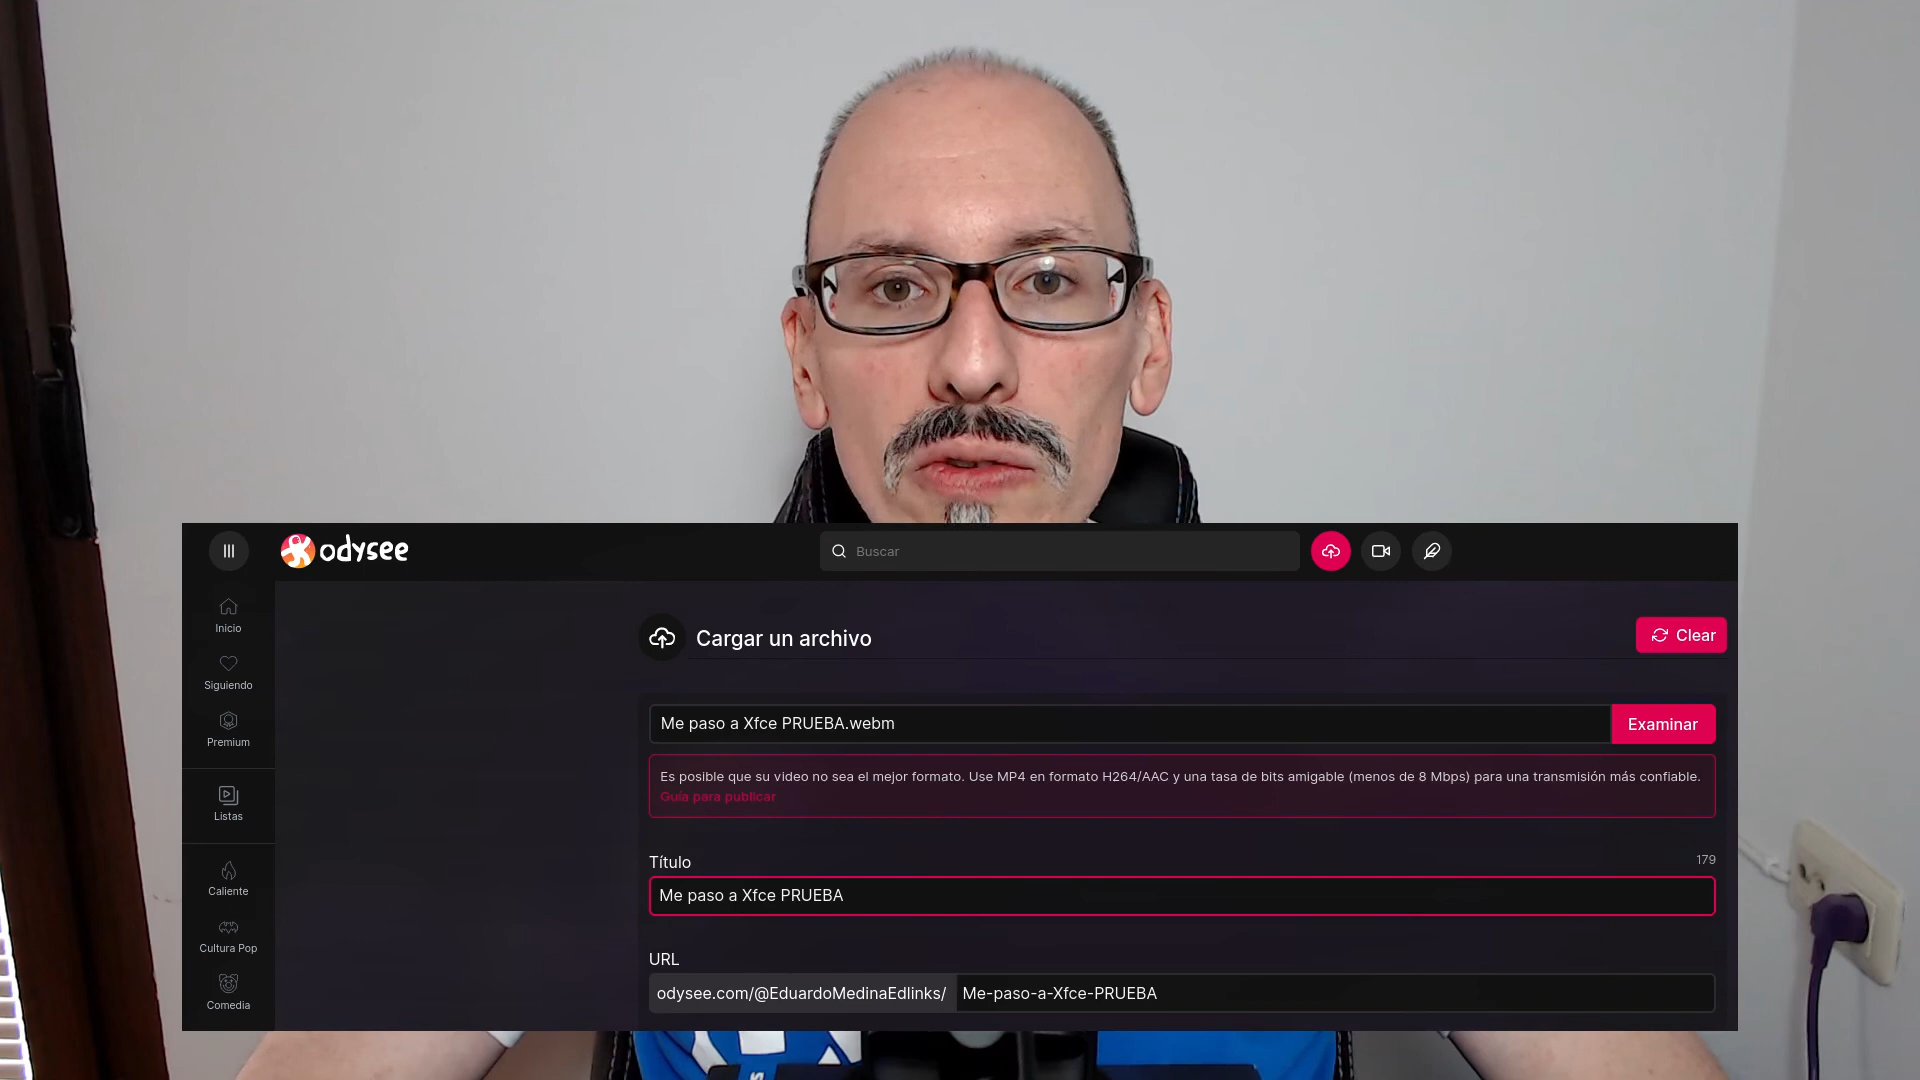 odysee
Buscar
Inicio
Siguiendo
Premium
Listas
Caliente
Cultura Pop
Comedia
Cargar un archivo
Clear
Me paso a Xfce PRUEBA.webm
Examinar
Es posible que su video no sea el mejor formato. Use MP4 en formato H264/AAC y una tasa de bits amigable (menos de 8 Mbps) para una transmisión más confiable.
Guía para publicar
Título
179
Me paso a Xfce PRUEBA
URL
odysee.com/@EduardoMedinaEdlinks/ Me-paso-a-Xfce-PRUEBA